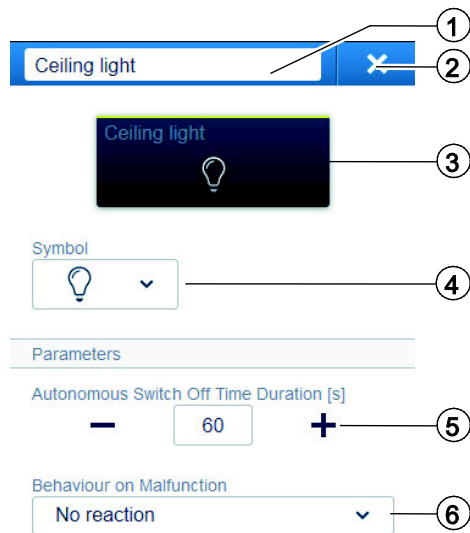 1
Ceiling light
2
Ceiling light
3
Symbol
4
Parameters
Autonomous Switch Off Time Duration [s]
60
5
Behaviour on Malfunction
No reaction
6